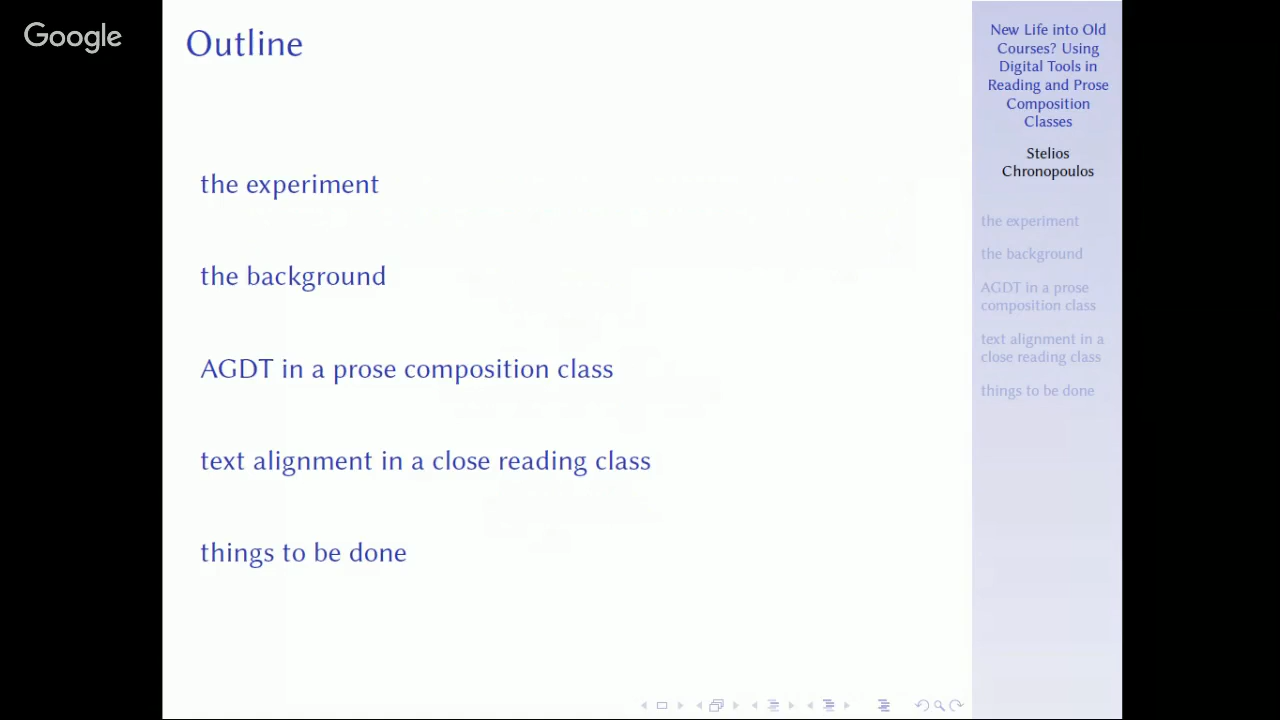 Google
Outline
the experiment
the background
AGDT in a prose composition class
text alignment in a close reading class
things to be done
New Life into Old
Courses? Using
Digital Tools in
Reading and Prose
Composition
Classes
Stelios
Chronopoulos
the experiment
the background
AGDT in a prose
composition class
text alignment in a
close reading class
things to be done